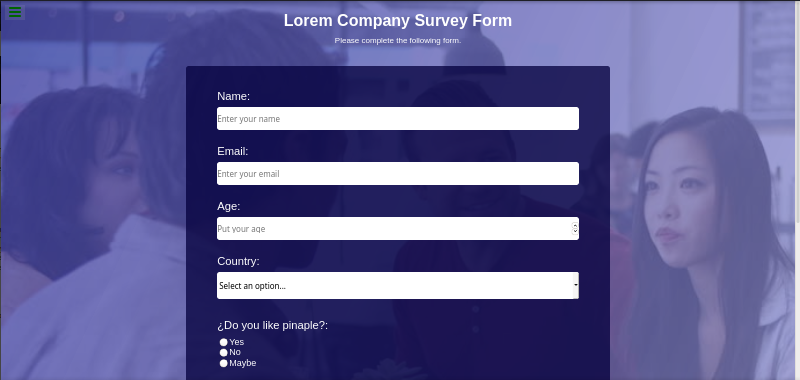 Lorem Company Survey Form
Please complete the following form.
Name:
Enter your name
Email:
Enter your email
Age:
Put your age
Country:
Select an option...
¿Do you like pinaple?:
Yes
No
Maybe